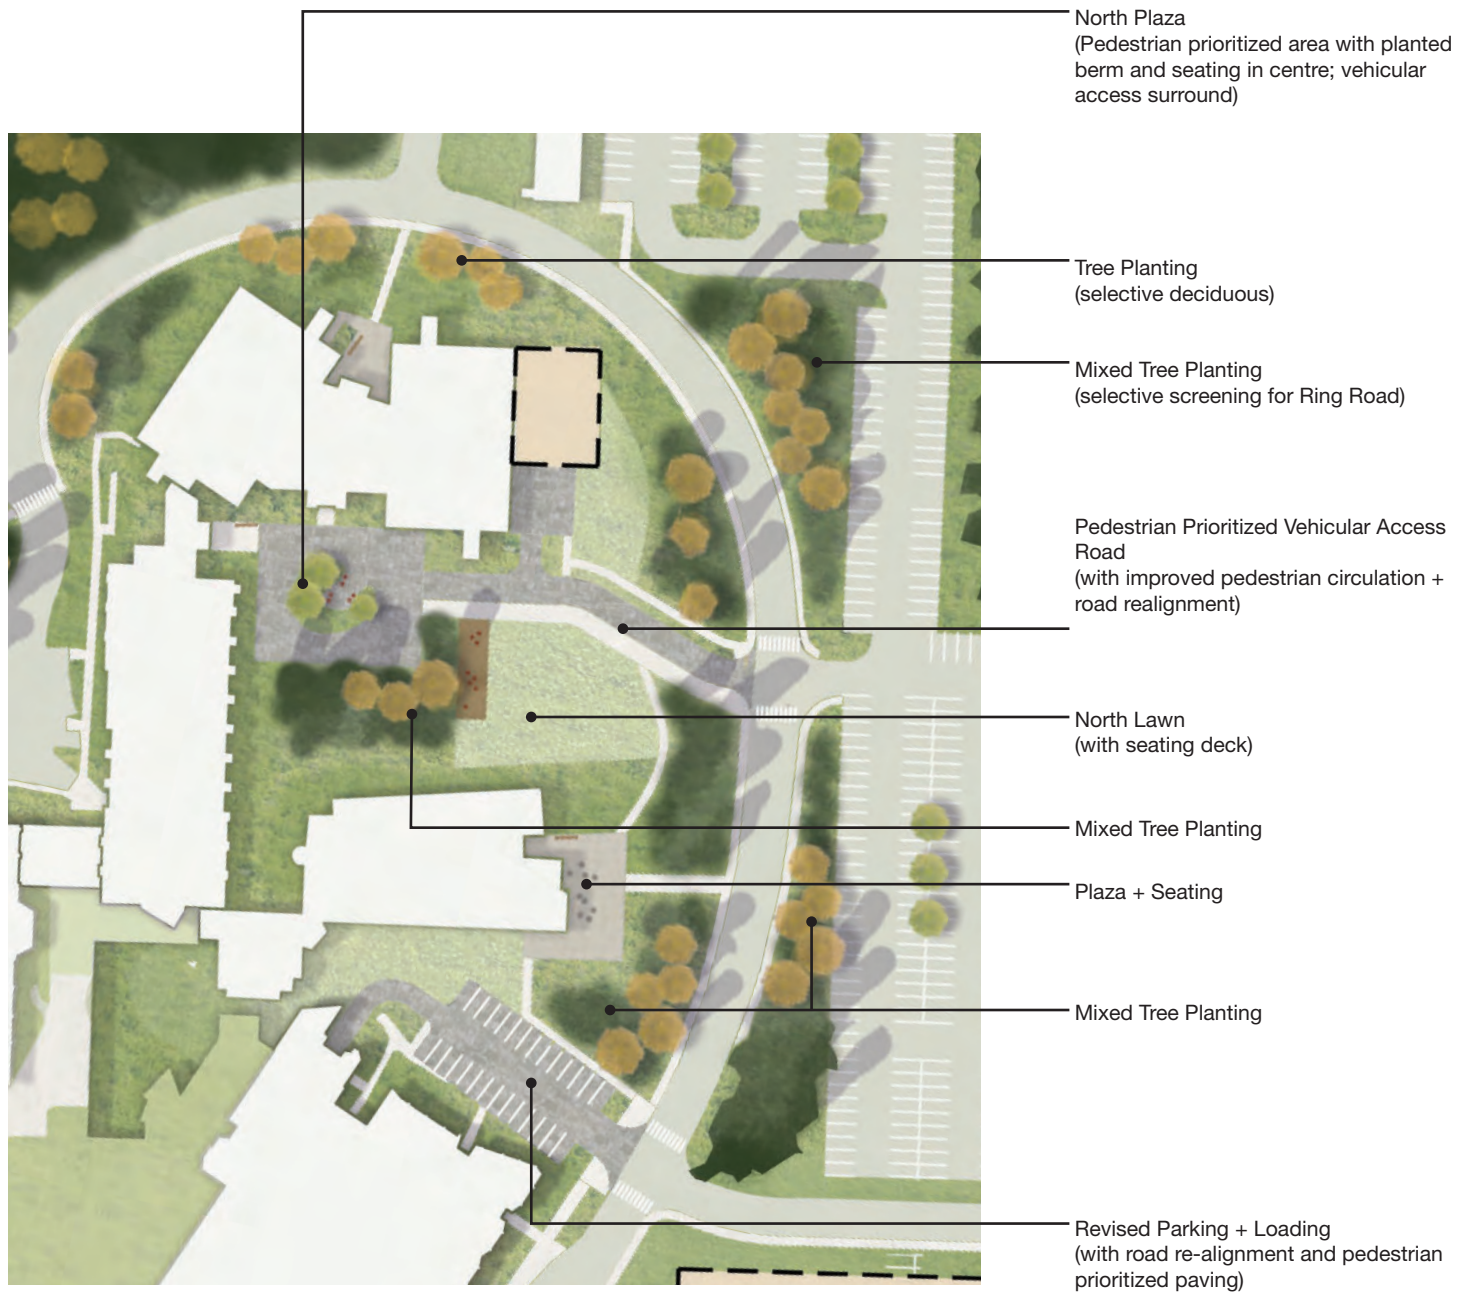 North Plaza
(Pedestrian prioritized area with planted
berm and seating in centre; vehicular
access surround)
Tree Planting
(selective deciduous)
Mixed Tree Planting
(selective screening for Ring Road)
Pedestrian Prioritized Vehicular Access
Road
(with improved pedestrian circulation +
road realignment)
North Lawn
(with seating deck)
Mixed Tree Planting
Plaza + Seating
Mixed Tree Planting
Revised Parking + Loading
(with road re-alignment and pedestrian
prioritized paving)